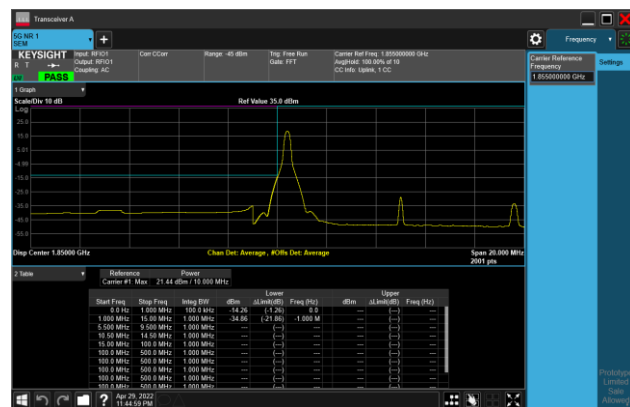 Transceiver A
5G NR 1
SEM
Frequency
KEYSIGHT
R T
PASS
Input: RFIO1
Output: RFIO1
Coupling: AC
Corr CCorr
Range: -45 dBm
Trig: Free Run
Gate: FFT
Carrier Ref Freq: 1.855000000 GHz
Avg|Hold: 100.00% of 10
CC Info: Uplink, 1 CC
Carrier Reference
Frequency
1.855000000 GHz
Settings
1 Graph
Scale/Div 10 dB
Ref Value 35.0 dBm
Log
25.0
15.0
5.00
-5.00
-15.0
-25.0
-35.0
-45.0
-55.0
Disp Center 1.85000 GHz
Chan Det: Average , #Offs Det: Average
Span 20.000 MHz
2001 pts
2 Table
Reference Power
Carrier #1 Max 21.44 dBm / 10.000 MHz
Lower Upper
Start Freq Stop Freq Integ BW dBm ΔLimit(dB) Freq (Hz) dBm ΔLimit(dB) Freq (Hz)
0.0 Hz 1.000 MHz 100.0 kHz -14.26 (-1.26) 0.0 --- (---) ---
1.000 MHz 15.00 MHz 1.000 MHz -34.86 (-21.86) -1.000 M --- (---) ---
5.500 MHz 9.500 MHz 1.000 MHz --- (---) --- --- (---) ---
10.50 MHz 14.50 MHz 1.000 MHz --- (---) --- --- (---) ---
15.00 MHz 100.0 MHz 1.000 MHz --- (---) --- --- (---) ---
100.0 MHz 500.0 MHz 1.000 MHz --- (---) --- --- (---) ---
100.0 MHz 500.0 MHz 1.000 MHz --- (---) --- --- (---) ---
100.0 MHz 500.0 MHz 1.000 MHz --- (---) --- --- (---) ---
100.0 MHz 500.0 MHz 1.000 MHz --- (---) --- --- (---) ---
Apr 29, 2022
11:44:59 PM
Prototype
Limited
Sale
Allowed